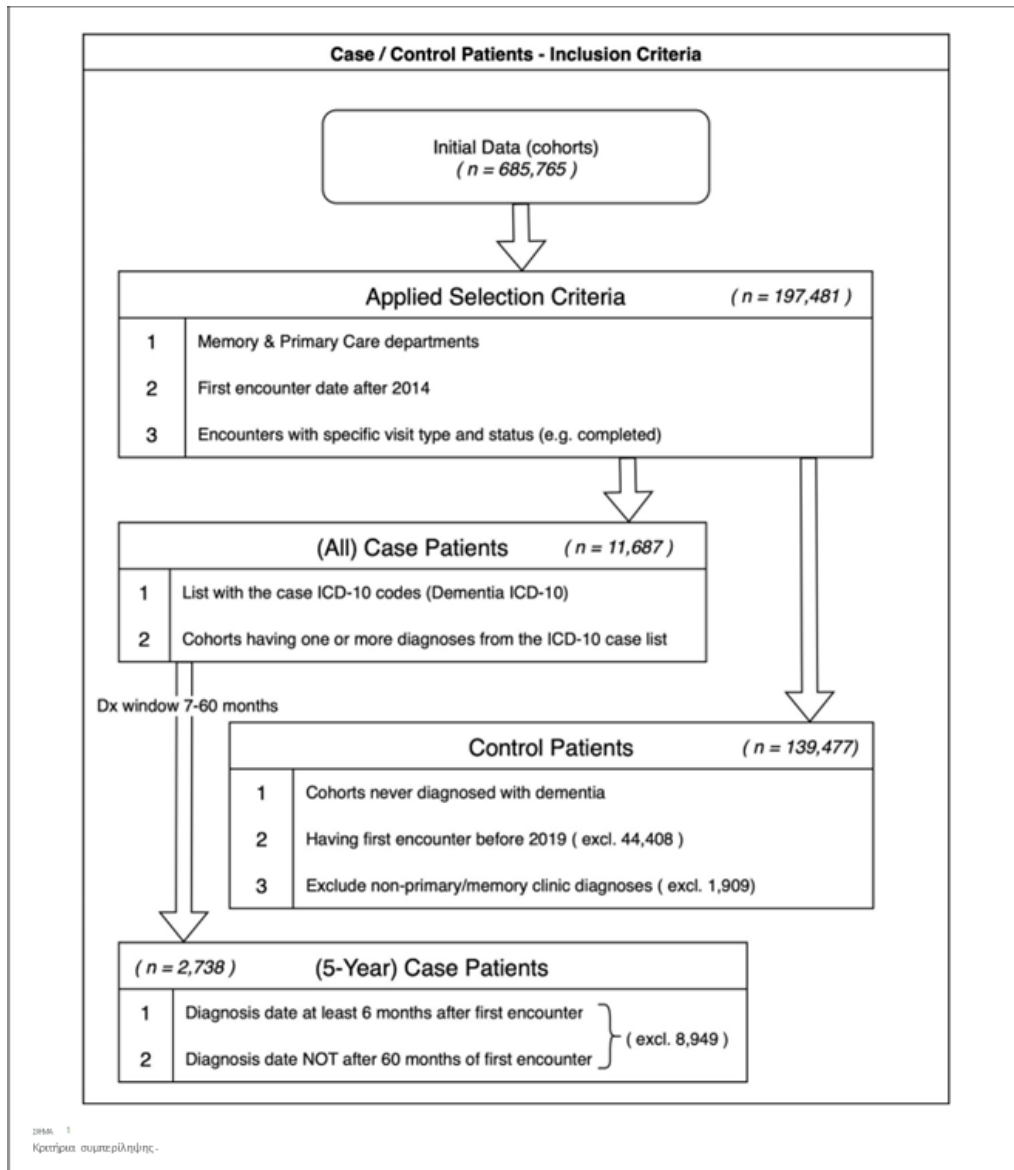 Case / Control Patients - Inclusion Criteria
Initial Data (cohorts)
( n = 685,765 )
Applied Selection Criteria ( n = 197,481 )
1 Memory & Primary Care departments
2 First encounter date after 2014
3 Encounters with specific visit type and status (e.g. completed)
(All) Case Patients ( n = 11,687 )
1 List with the case ICD-10 codes (Dementia ICD-10)
2 Cohorts having one or more diagnoses from the ICD-10 case list
Dx window 7-60 months
Control Patients ( n = 139,477)
1 Cohorts never diagnosed with dementia
2 Having first encounter before 2019 ( excl. 44,408 )
3 Exclude non-primary/memory clinic diagnoses ( excl. 1,909)
( n = 2,738 ) (5-Year) Case Patients
1 Diagnosis date at least 6 months after first encounter
( excl. 8,949 )
2 Diagnosis date NOT after 60 months of first encounter
ΣΧΗΜΑ 1
Κριτήρια συμπερίληψης-